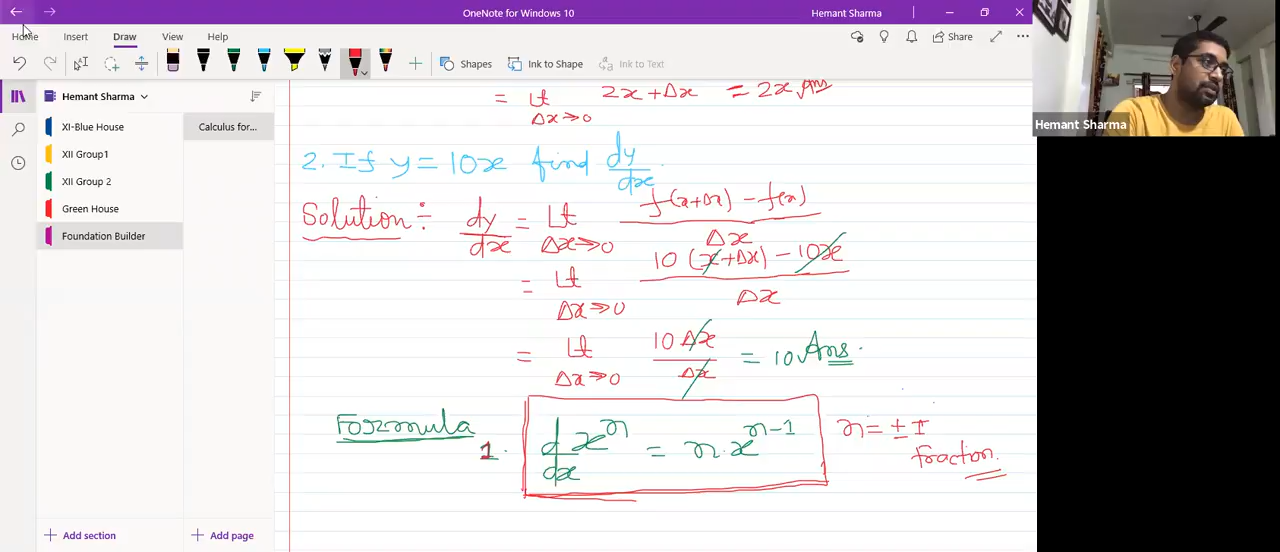 OneNote for Windows 10
Hemant Sharma
Home Insert Draw View Help
Share
Shapes Ink to Shape Ink to Text
Hemant Sharma
XI-Blue House
XII Group1
XII Group 2
Green House
Foundation Builder
Calculus for...
Add section
Add page
= Lt Δx→0 2x+Δx = 2x Ans
2. If y = 10x find dy/dx.
Solution :- dy/dx = Lt Δx→0 f(x+Δx) - f(x) / Δx
= Lt Δx→0 10 (x+Δx) - 10x / Δx
= Lt Δx→0 10 Δx / Δx = 10 Ans.
Formula 1. d/dx x^n = n.x^(n-1) n = ± I
fraction.
Hemant Sharma